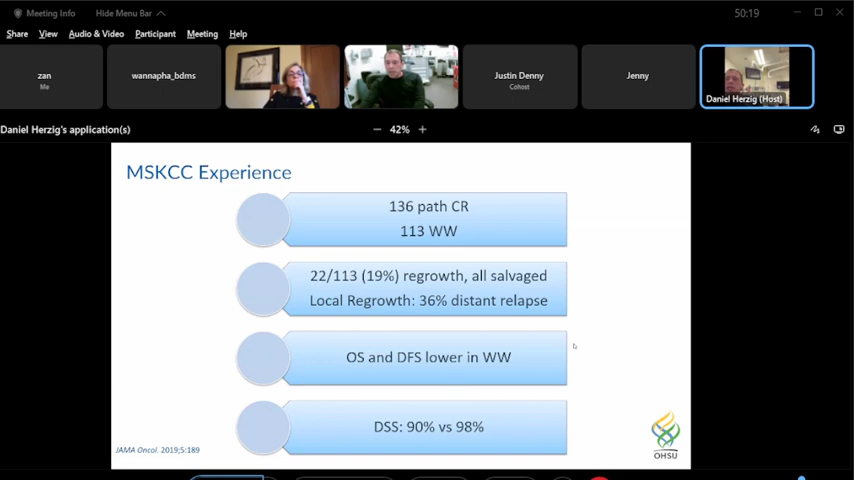 Meeting Info
Hide Menu Bar
50:19
Share View Audio & Video Participant Meeting Help
zan
Me
wannapha_bdms
Justin Denny
Cohost
Jenny
Daniel Herzig (Host)
Daniel Herzig's application(s)
42%
MSKCC Experience
136 path CR
113 WW
22/113 (19%) regrowth, all salvaged
Local Regrowth: 36% distant relapse
OS and DFS lower in WW
DSS: 90% vs 98%
JAMA Oncol. 2019;5:189
OHSU